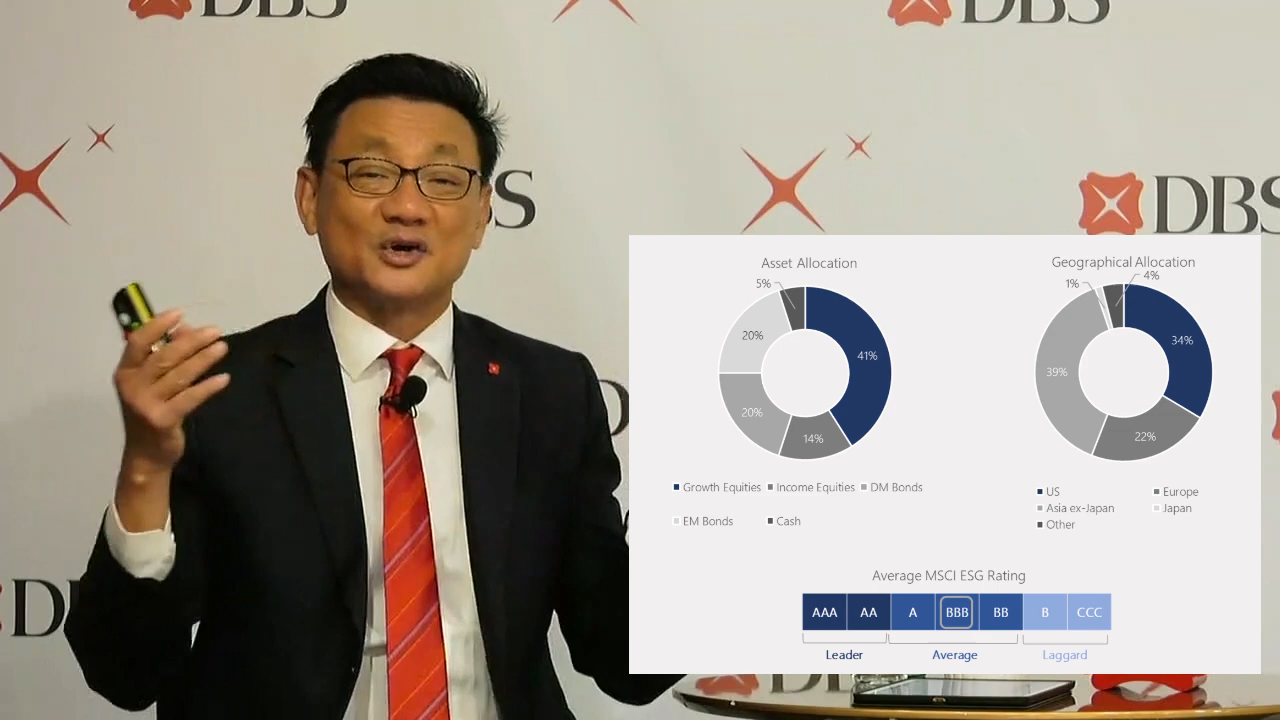 DBS
DBS
S
DBS
DB
D
Asset Allocation
5%
41%
20%
20%
14%
Growth Equities
Income Equities
DM Bonds
EM Bonds
Cash
Geographical Allocation
1%
4%
34%
39%
22%
US
Europe
Asia ex-Japan
Japan
Other
Average MSCI ESG Rating
AAA
AA
A
BBB
BB
B
CCC
Leader
Average
Laggard